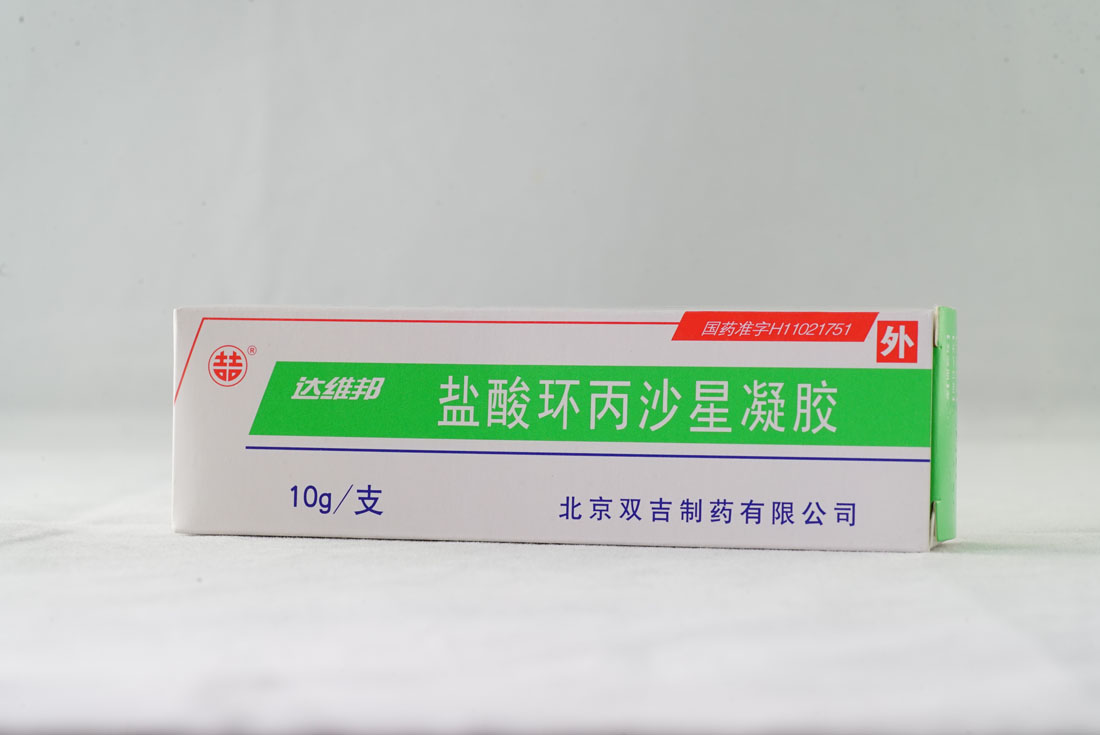 国药准字H11021751
外
®
达维邦
盐酸环丙沙星凝胶
10g/支
北京双吉制药有限公司